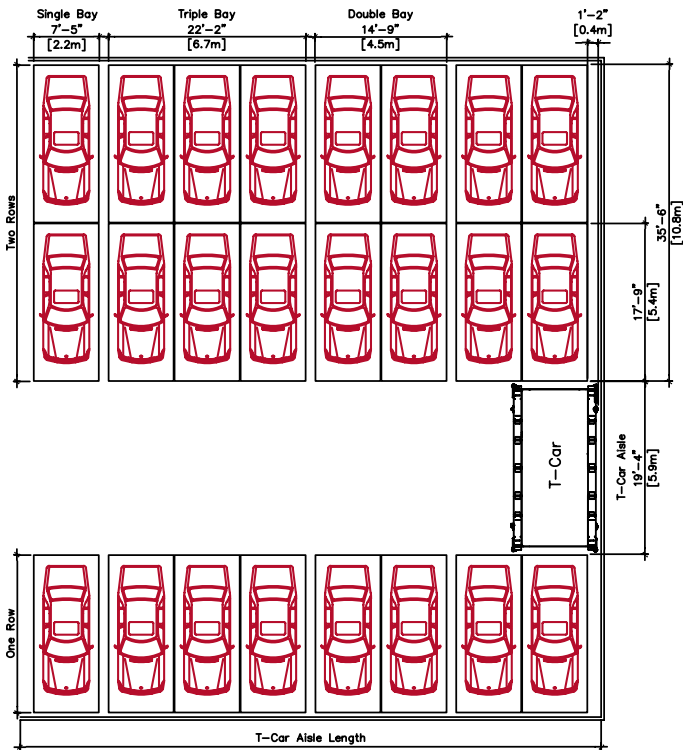 Single Bay
7'-5"
[2.2m]
Triple Bay
22'-2"
[6.7m]
Double Bay
14'-9"
[4.5m]
1'-2"
[0.4m]
Two Rows
35'-6"
[10.8m]
17'-9"
[5.4m]
T-Car
T-Car Aisle
19'-4"
[5.9m]
One Row
T-Car Aisle Length